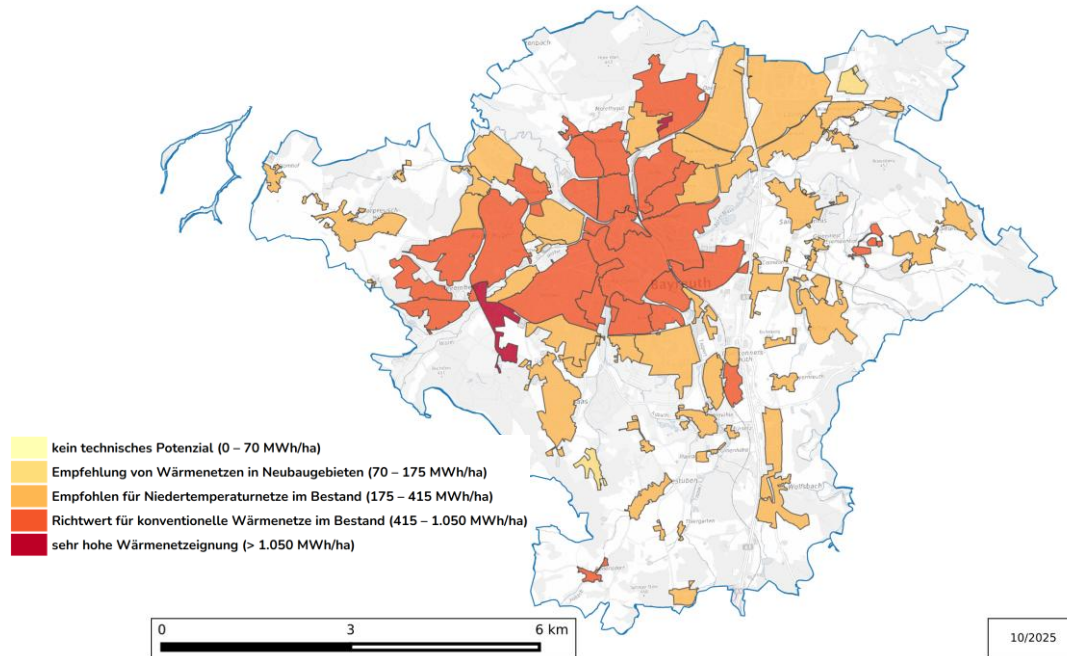 Bayreuth
kein technisches Potenzial (0 – 70 MWh/ha)
Empfehlung von Wärmenetzen in Neubaugebieten (70 – 175 MWh/ha)
Empfohlen für Niedertemperaturnetze im Bestand (175 – 415 MWh/ha)
Richtwert für konventionelle Wärmenetze im Bestand (415 – 1.050 MWh/ha)
sehr hohe Wärmenetzeignung (> 1.050 MWh/ha)
0 3 6 km
10/2025